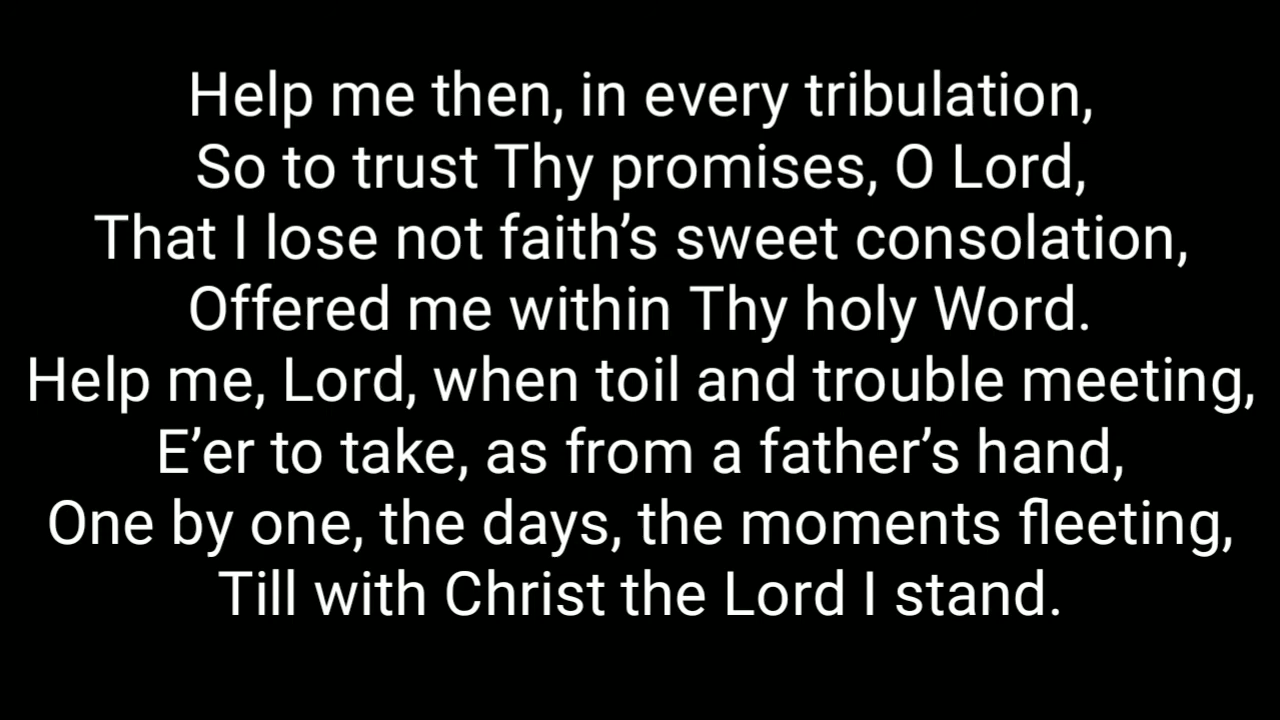 Help me then, in every tribulation,
So to trust Thy promises, O Lord,
That I lose not faith’s sweet consolation,
Offered me within Thy holy Word.
Help me, Lord, when toil and trouble meeting,
E’er to take, as from a father’s hand,
One by one, the days, the moments fleeting,
Till with Christ the Lord I stand.